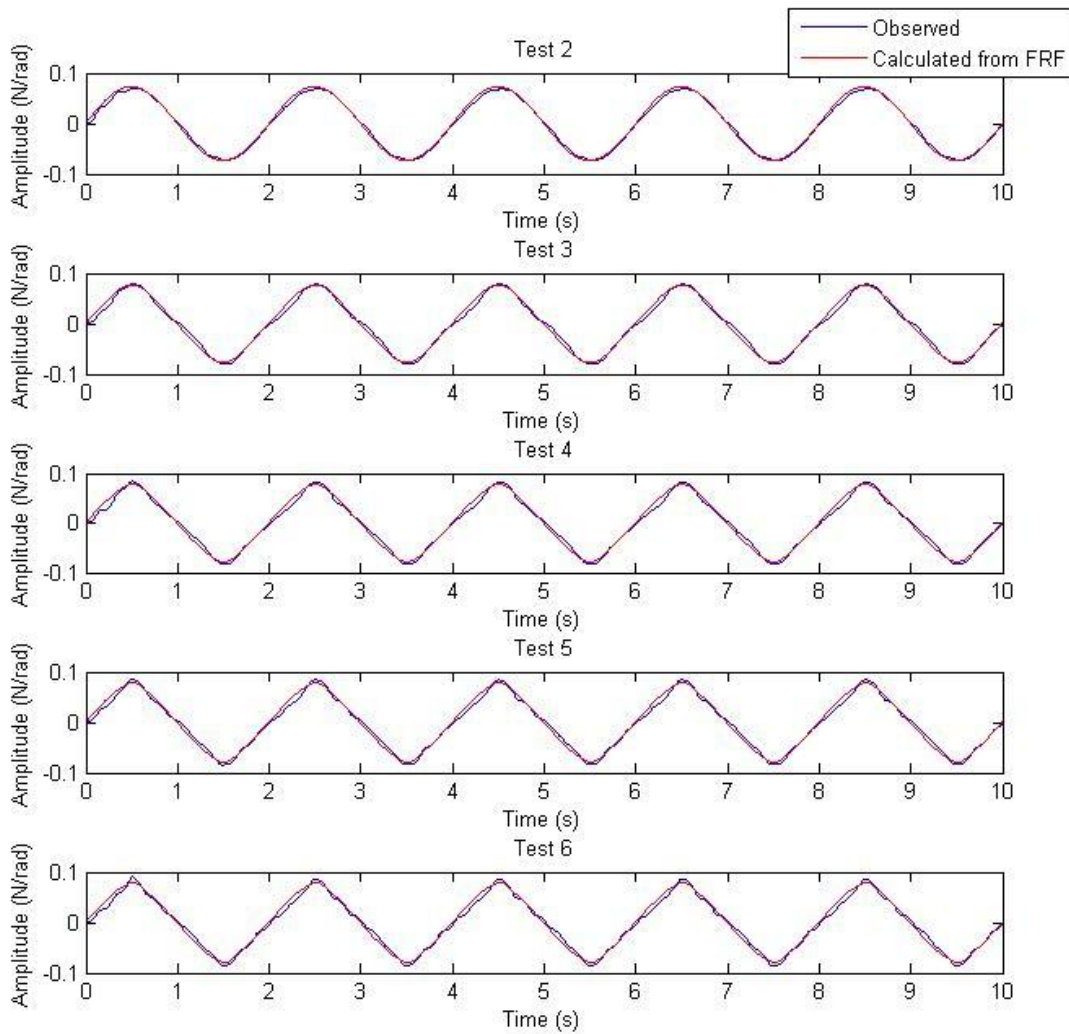 Observed
Calculated from FRF
Test 2
Amplitude (N/rad)
0.1
0
-0.1
0 1 2 3 4 5 6 7 8 9 10
Time (s)
Test 3
Amplitude (N/rad)
0.1
0
-0.1
0 1 2 3 4 5 6 7 8 9 10
Time (s)
Test 4
Amplitude (N/rad)
0.1
0
-0.1
0 1 2 3 4 5 6 7 8 9 10
Time (s)
Test 5
Amplitude (N/rad)
0.1
0
-0.1
0 1 2 3 4 5 6 7 8 9 10
Time (s)
Test 6
Amplitude (N/rad)
0.1
0
-0.1
0 1 2 3 4 5 6 7 8 9 10
Time (s)